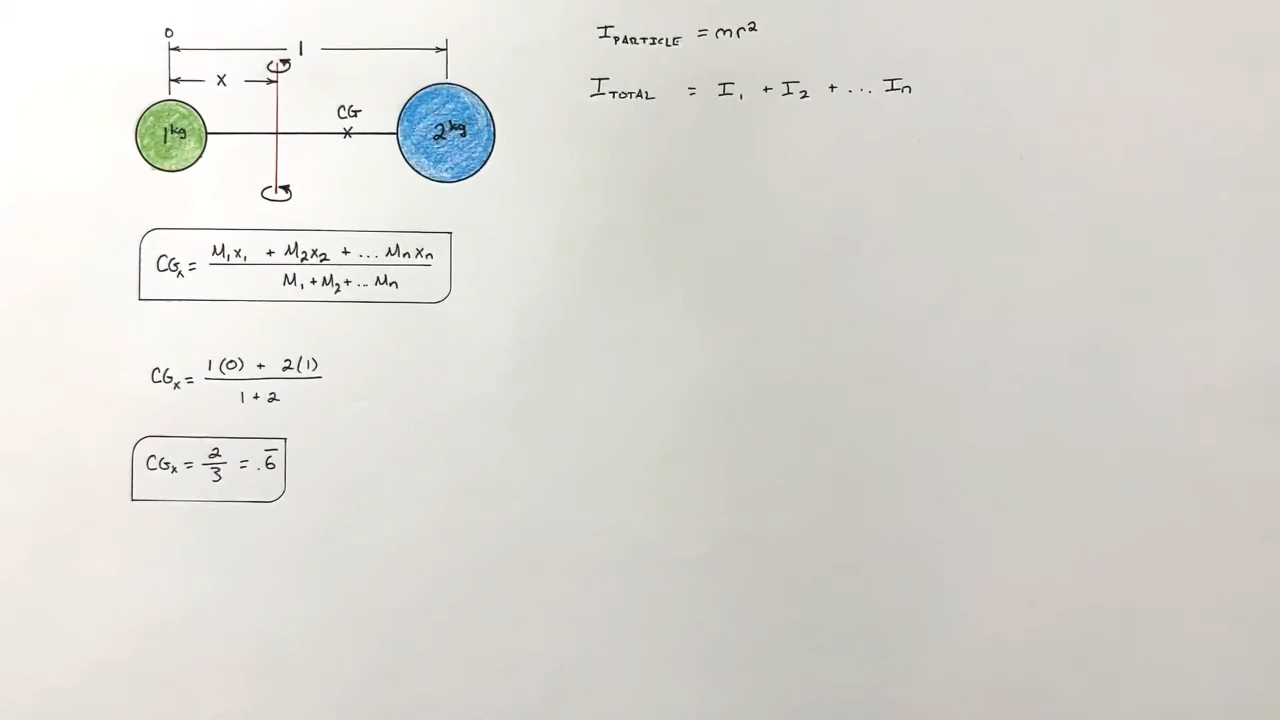 0
1
x
CG
1kg
2kg
CGx = M1x1 + M2x2 + ... Mnxn / M1 + M2 + ... Mn
CGx = 1(0) + 2(1) / 1 + 2
CGx = 2/3 = .6̅
IPARTICLE = mr²
ITOTAL = I1 + I2 + ... In